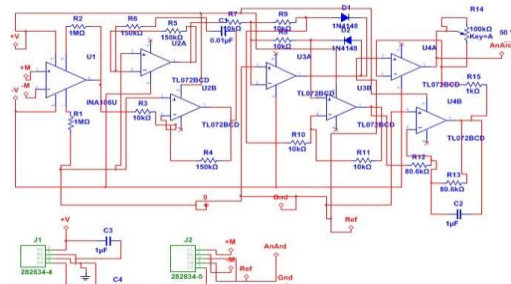 +V
+M
-M
-V
R2
1MΩ
U1
INA106U
R1
1MΩ
R3
10kΩ
R6
150kΩ
R5
150kΩ
U2A
TL072BCD
U2B
TL072BCD
R4
150kΩ
R7
10kΩ
0.01µF
R9
10kΩ
R8
10kΩ
D1
1N4148
D2
1N4148
U3A
TL072BCD
U3B
TL072BCD
R10
10kΩ
R11
10kΩ
U4A
TL072BCD
U4B
TL072BCD
R12
80.6kΩ
R13
80.6kΩ
C2
1µF
R14
100kΩ
Key=A
50
AnArd
R15
1kΩ
0
Gnd
Ref
J1
282834-4
+V
C3
1µF
C4
J2
282834-5
+M
-M
Ref
AnArd
Gnd